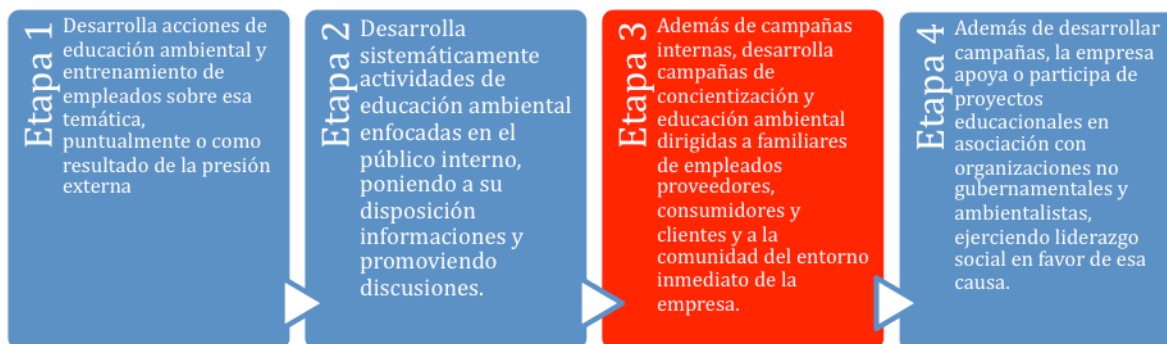 Etapa 1
Desarrolla acciones de
educación ambiental y
entrenamiento de
empleados sobre esa
temática,
puntualmente o como
resultado de la presión
externa
Etapa 2
Desarrolla
sistemáticamente
actividades de
educación ambiental
enfocadas en el
público interno,
poniendo a su
disposición
informaciones y
promoviendo
discusiones.
Etapa 3
Además de campañas
internas, desarrolla
campañas de
concientización y
educación ambiental
dirigidas a familiares
de empleados
proveedores,
consumidores y
clientes y a la
comunidad del entorno
inmediato de la
empresa.
Etapa 4
Además de desarrollar
campañas, la empresa
apoya o participa de
proyectos
educacionales en
asociación con
organizaciones no
gubernamentales y
ambientalistas,
ejerciendo liderazgo
social en favor de esa
causa.